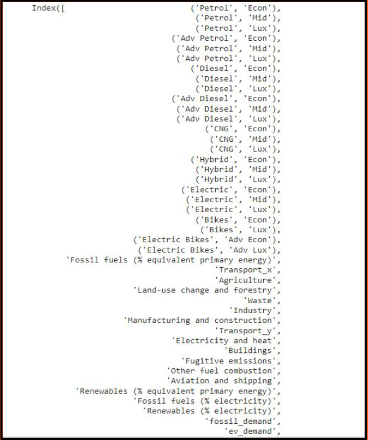 Index([ ('Petrol', 'Econ'),
('Petrol', 'Mid'),
('Petrol', 'Lux'),
('Adv Petrol', 'Econ'),
('Adv Petrol', 'Mid'),
('Adv Petrol', 'Lux'),
('Diesel', 'Econ'),
('Diesel', 'Mid'),
('Diesel', 'Lux'),
('Adv Diesel', 'Econ'),
('Adv Diesel', 'Mid'),
('Adv Diesel', 'Lux'),
('CNG', 'Econ'),
('CNG', 'Mid'),
('CNG', 'Lux'),
('Hybrid', 'Econ'),
('Hybrid', 'Mid'),
('Hybrid', 'Lux'),
('Electric', 'Econ'),
('Electric', 'Mid'),
('Electric', 'Lux'),
('Bikes', 'Econ'),
('Bikes', 'Lux'),
('Electric Bikes', 'Adv Econ'),
('Electric Bikes', 'Adv Lux'),
'Fossil fuels (% equivalent primary energy)',
'Transport_x',
'Agriculture',
'Land-use change and forestry',
'Waste',
'Industry',
'Manufacturing and construction',
'Transport_y',
'Electricity and heat',
'Buildings',
'Fugitive emissions',
'Other fuel combustion',
'Aviation and shipping',
'Renewables (% equivalent primary energy)',
'Fossil fuels (% electricity)',
'Renewables (% electricity)',
'fossil_demand',
'ev_demand',